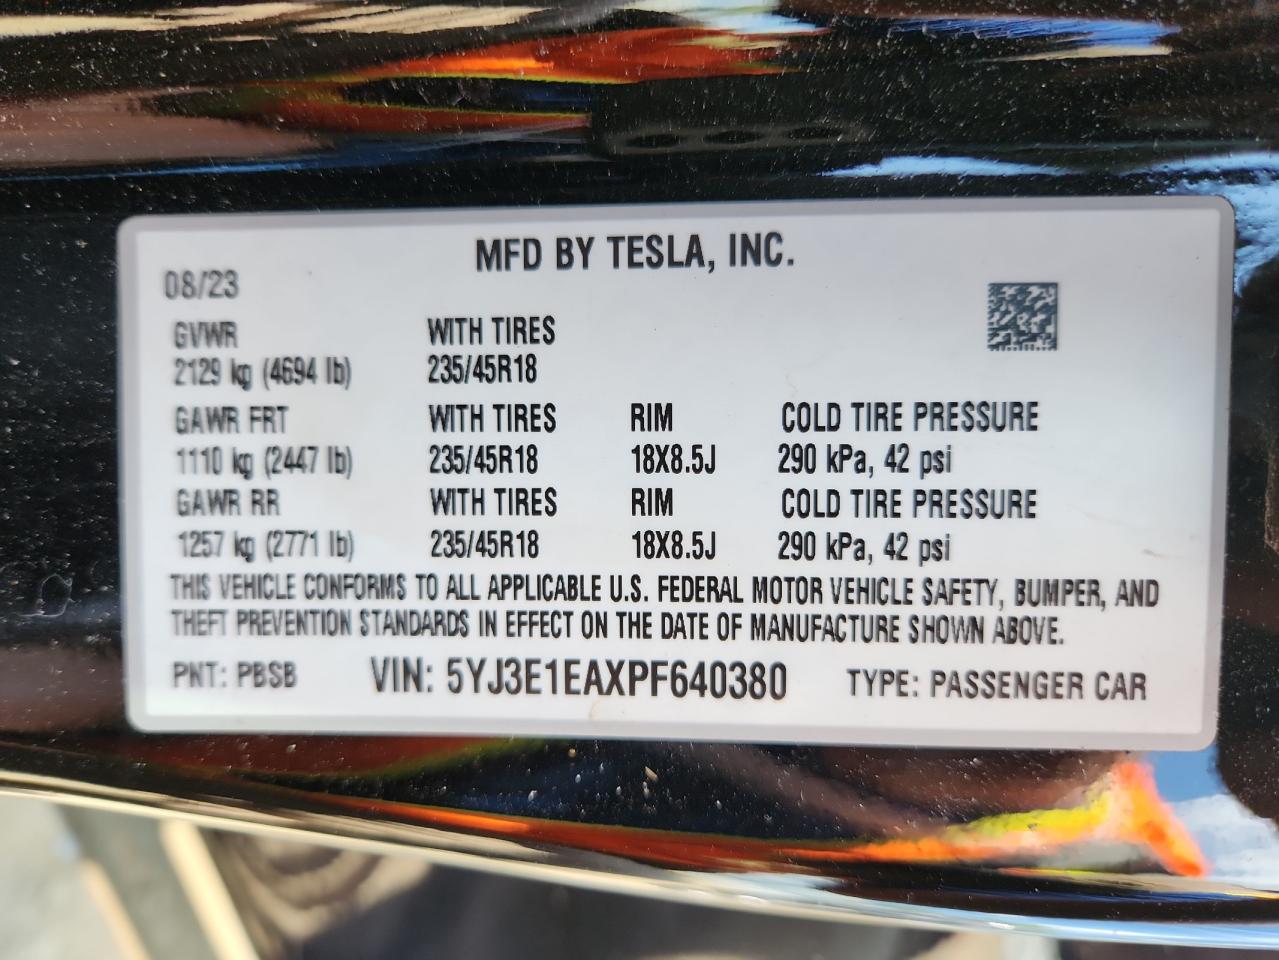 MFD BY TESLA, INC.
08/23
GVWR WITH TIRES
2129 kg (4694 lb) 235/45R18
GAWR FRT WITH TIRES RIM COLD TIRE PRESSURE
1110 kg (2447 lb) 235/45R18 18X8.5J 290 kPa, 42 psi
GAWR RR WITH TIRES RIM COLD TIRE PRESSURE
1257 kg (2771 lb) 235/45R18 18X8.5J 290 kPa, 42 psi
THIS VEHICLE CONFORMS TO ALL APPLICABLE U.S. FEDERAL MOTOR VEHICLE SAFETY, BUMPER, AND
THEFT PREVENTION STANDARDS IN EFFECT ON THE DATE OF MANUFACTURE SHOWN ABOVE.
PNT: PBSB VIN: 5YJ3E1EAXPF640380 TYPE: PASSENGER CAR